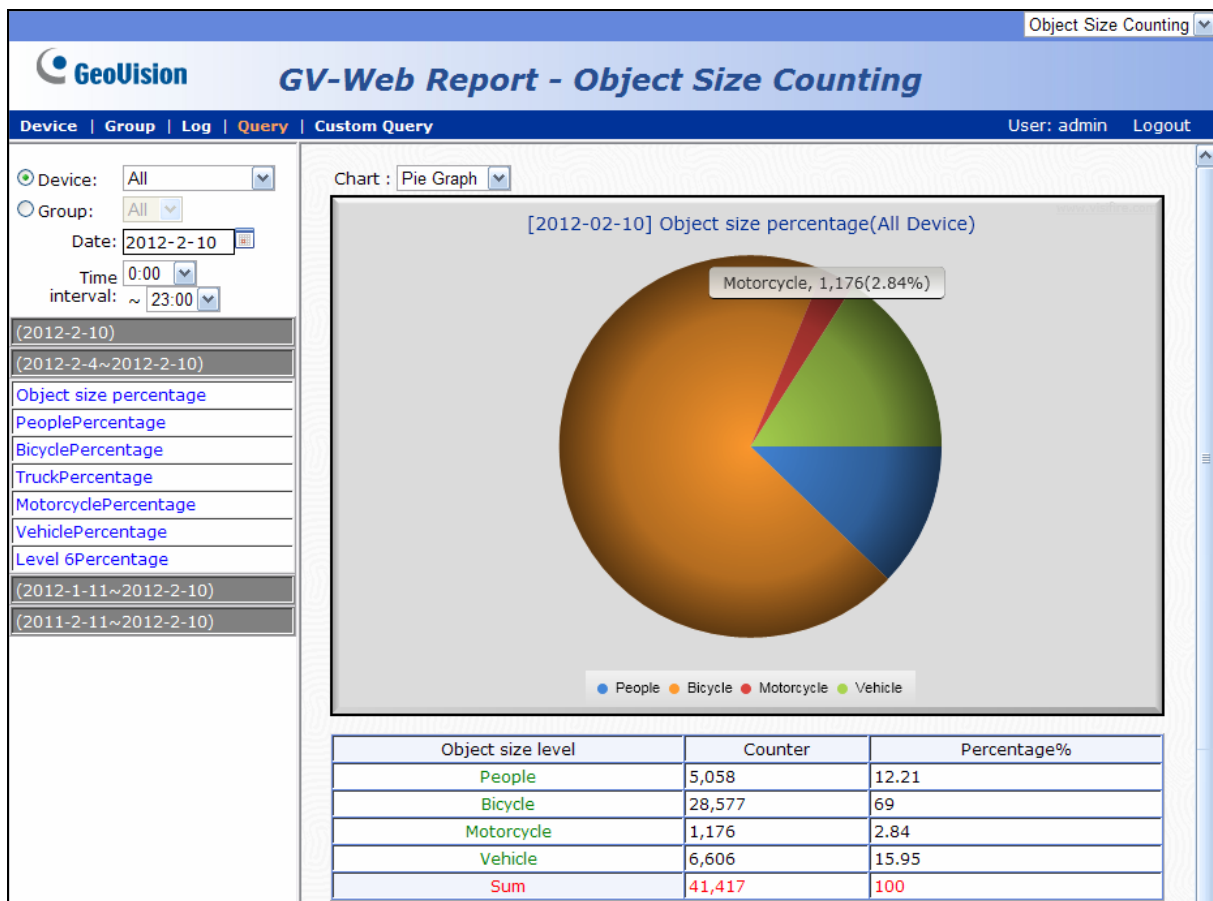 Object Size Counting
GeoVision
GV-Web Report - Object Size Counting
Device | Group | Log | Query | Custom Query
User: admin Logout
Device: All
Group: All
Date: 2012-2-10
Time interval: 0:00 ~ 23:00
(2012-2-10)
(2012-2-4~2012-2-10)
Object size percentage
PeoplePercentage
BicyclePercentage
TruckPercentage
MotorcyclePercentage
VehiclePercentage
Level 6Percentage
(2012-1-11~2012-2-10)
(2011-2-11~2012-2-10)
Chart : Pie Graph
[2012-02-10] Object size percentage(All Device)
Motorcycle, 1,176(2.84%)
People Bicycle Motorcycle Vehicle
Object size level Counter Percentage%
People 5,058 12.21
Bicycle 28,577 69
Motorcycle 1,176 2.84
Vehicle 6,606 15.95
Sum 41,417 100